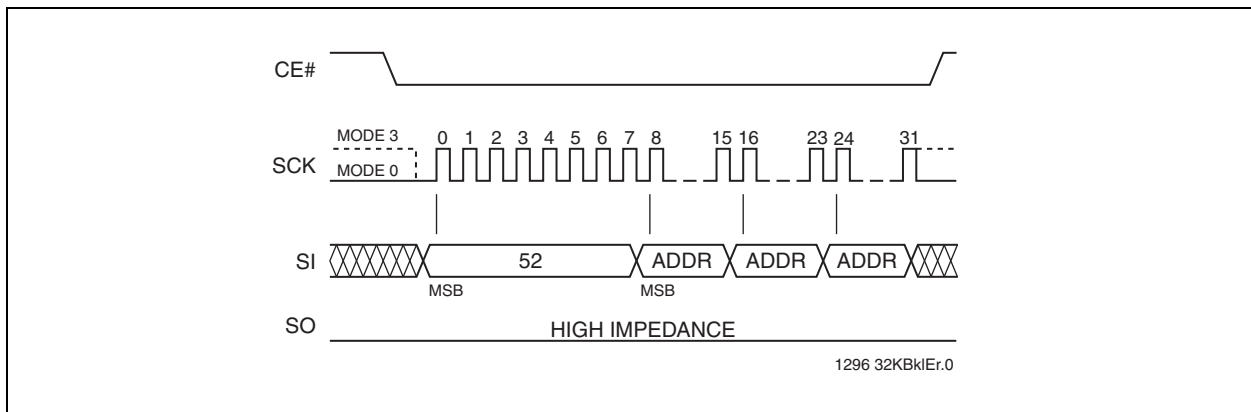 CE#
MODE 3
0 1 2 3 4 5 6 7 8 15 16 23 24 31
SCK
MODE 0
SI
52
ADDR ADDR ADDR
MSB MSB
SO
HIGH IMPEDANCE
1296 32KBklEr.0